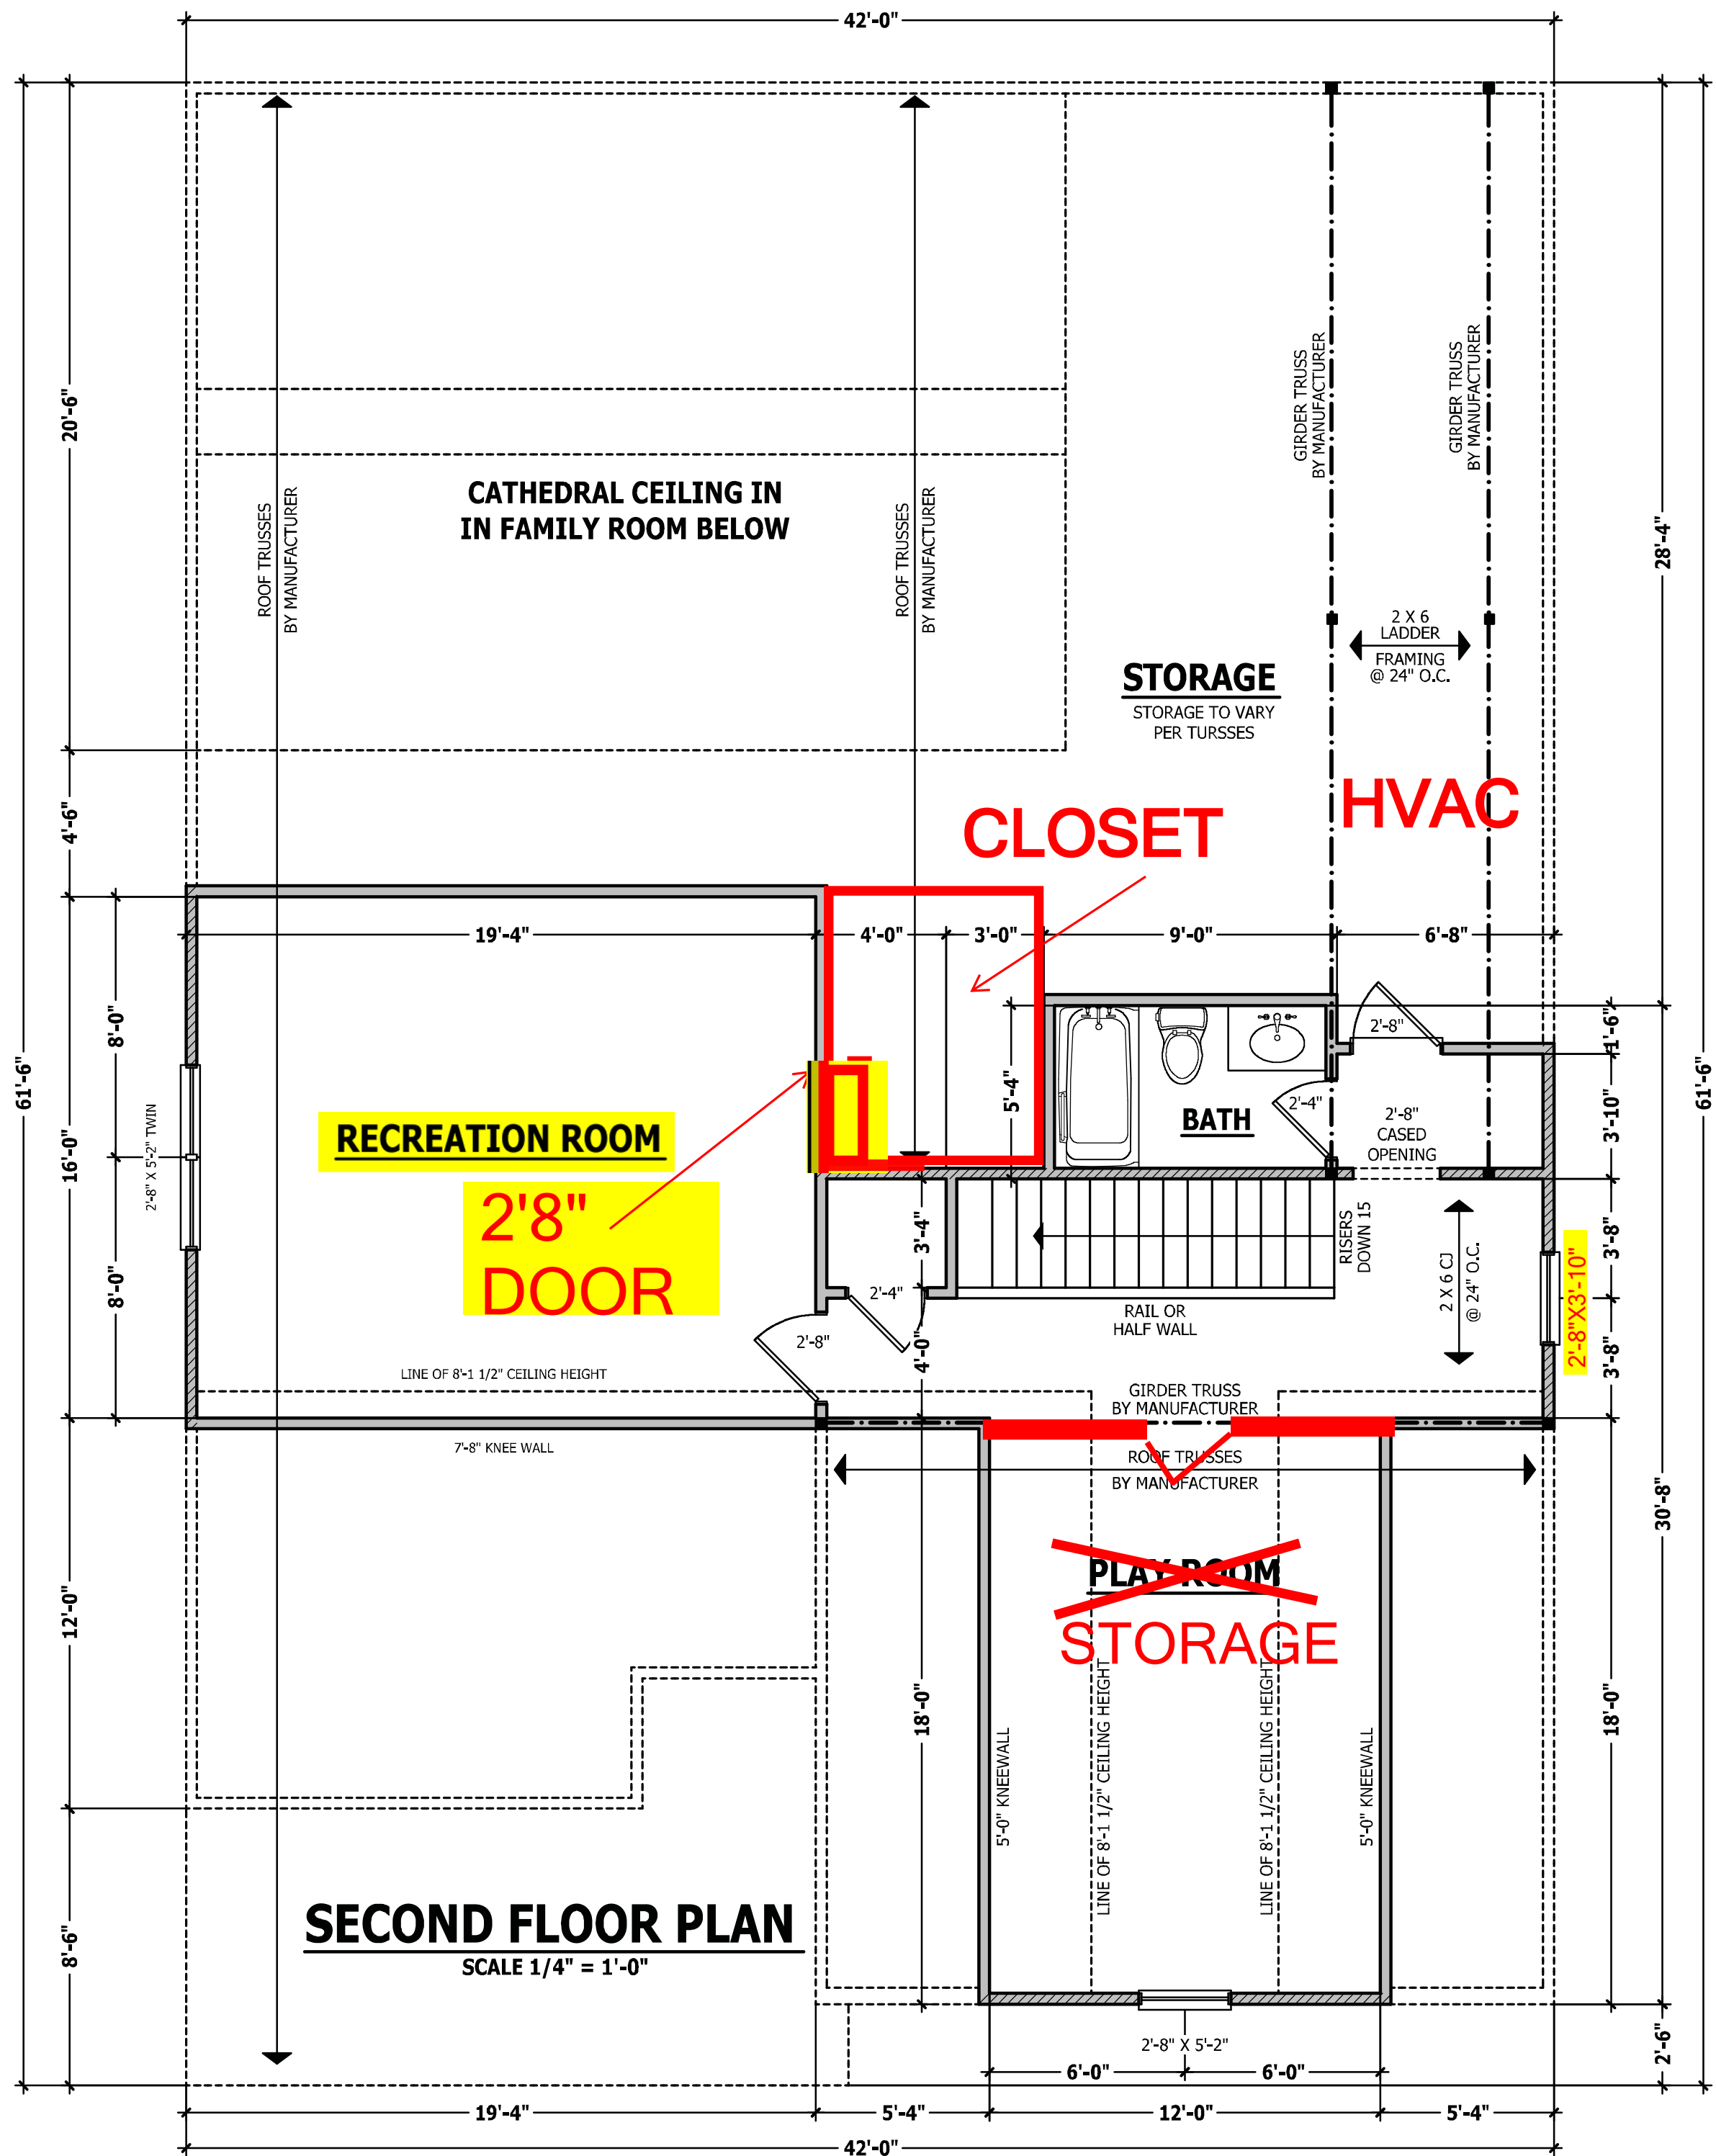 42'-0"
61'-6"
20'-6"
4'-6"
16'-0"
12'-0"
8'-6"
8'-0"
8'-0"
2'-8" X 5'-2" TWIN
ROOF TRUSSES
BY MANUFACTURER
CATHEDRAL CEILING IN
IN FAMILY ROOM BELOW
ROOF TRUSSES
BY MANUFACTURER
GIRDER TRUSS
BY MANUFACTURER
GIRDER TRUSS
BY MANUFACTURER
2 X 6
LADDER
FRAMING
@ 24" O.C.
28'-4"
STORAGE
STORAGE TO VARY
PER TURSSES
HVAC
CLOSET
19'-4"
4'-0"
3'-0"
9'-0"
6'-8"
2'-8"
1'-6"
5'-4"
2'-4"
BATH
2'-8"
CASED
OPENING
3'-10"
61'-6"
RECREATION ROOM
2'8"
DOOR
3'-4"
RISERS
DOWN 15
2 X 6 CJ
@ 24" O.C.
2'-8"X3'-10"
3'-8"
3'-8"
2'-4"
2'-8"
4'-0"
RAIL OR
HALF WALL
LINE OF 8'-1 1/2" CEILING HEIGHT
GIRDER TRUSS
BY MANUFACTURER
7'-8" KNEE WALL
ROOF TRUSSES
BY MANUFACTURER
30'-8"
PLAY ROOM
STORAGE
18'-0"
18'-0"
5'-0" KNEEWALL
LINE OF 8'-1 1/2" CEILING HEIGHT
LINE OF 8'-1 1/2" CEILING HEIGHT
5'-0" KNEEWALL
SECOND FLOOR PLAN
SCALE 1/4" = 1'-0"
2'-8" X 5'-2"
2'-6"
6'-0"
6'-0"
19'-4"
5'-4"
12'-0"
5'-4"
42'-0"